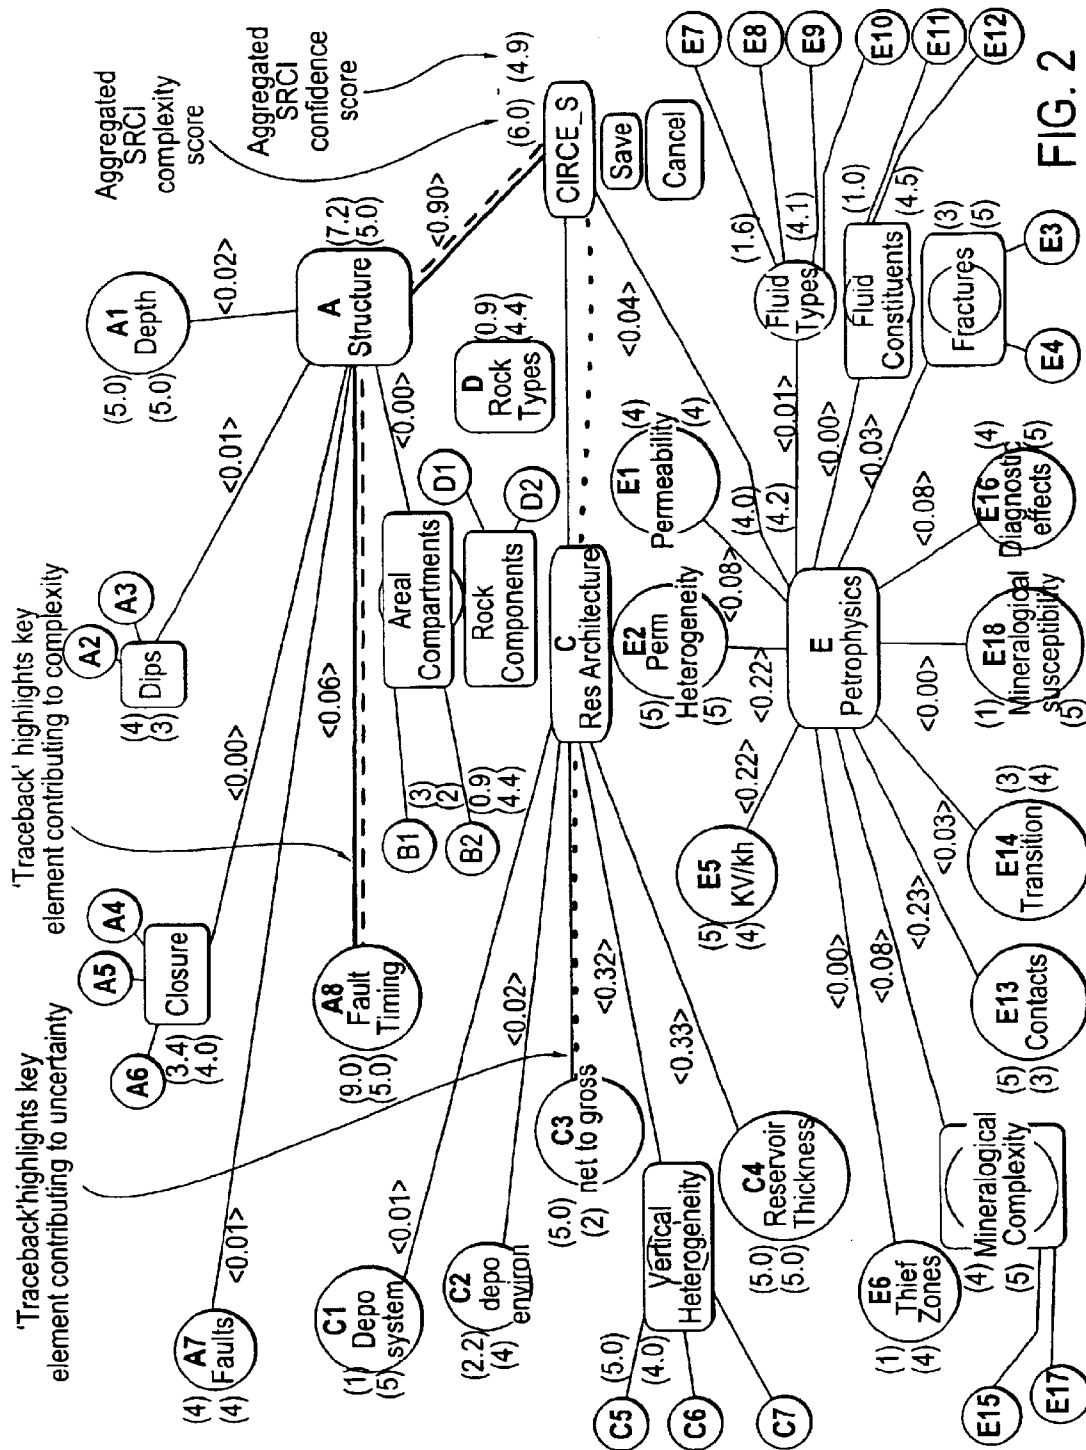 'Traceback'highlights key
element contributing to uncertainty
'Traceback' highlights key
element contributing to complexity
Aggregated
SRCI
complexity
score
Aggregated
SRCI
confidence
score
(6.0)
(4.9)
CIRCE_S
Save
Cancel
A
Structure
(7.2)
(5.0)
<0.90>
A1
Depth
(5.0)
(5.0)
<0.02>
A2
A3
Dips
(4)
(3)
<0.01>
A4
A5
A6
Closure
(3.4)
(4.0)
<0.00>
A7
Faults
(4)
(4)
<0.01>
<0.06>
A8
Fault
Timing
(9.0)
(5.0)
<0.00>
Areal
Compartments
B1
B2
(3)
(2)
(0.9)
(4.4)
D
Rock
Types
(0.9)
(4.4)
Rock
Components
D1
D2
C
Res Architecture
C1
Depo
system
(1)
(5)
<0.01>
C2
depo
environ
(2.2)
(4)
<0.02>
C3
net to gross
(5.0)
(2)
<0.32>
Vertical
Heterogeneity
(5.0)
(4.0)
C5
C6
C7
<0.33>
C4
Reservoir
Thickness
(5.0)
(5.0)
<0.04>
E
Petrophysics
(4.0)
(4.2)
E1
Permeability
(4)
(4)
<0.08>
E2
Perm
Heterogeneity
(5)
(5)
<0.22>
E5
KV/kh
(5)
(4)
<0.22>
Fluid
Types
(1.6)
(4.1)
<0.01>
E7
E8
E9
E10
E11
E12
Fluid
Constituents
(1.0)
(4.5)
<0.00>
Fractures
(3)
(5)
<0.03>
E3
E4
E16
Diagnostic
effects
(4)
(5)
<0.08>
E18
Mineralogical
susceptibility
(1)
(5)
<0.00>
E14
Transition
(3)
(4)
<0.03>
E13
Contacts
(5)
(3)
<0.23>
Mineralogical
Complexity
(4)
(5)
<0.08>
E15
E17
E6
Thief
Zones
(1)
(4)
<0.00>
FIG. 2